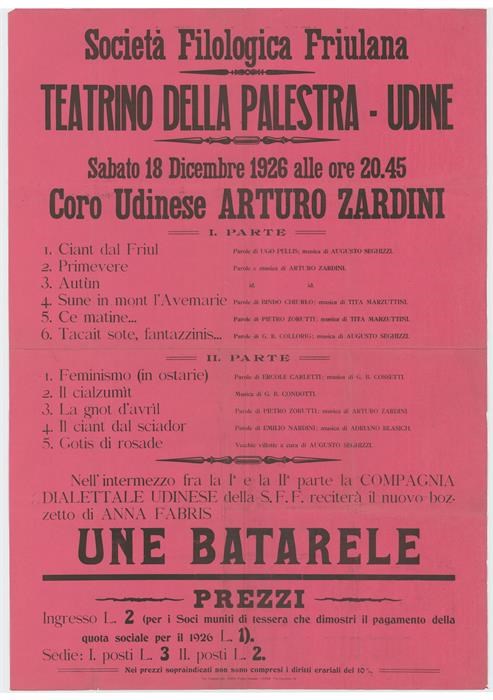 Società Filologica Friulana
TEATRINO DELLA PALESTRA - UDINE
Sabato 18 Dicembre 1926 alle ore 20.45
Coro Udinese ARTURO ZARDINI
I. PARTE
1. Ciant dal Friul Parole di UGO PELLIS; musica di AUGUSTO SEGHIZZI.
2. Primevere Parole e musica di ARTURO ZARDINI.
3. Autùn id. id.
4. Sune in mont l'Avemarie Parole di BINDO CHIURLO; musica di TITA MARZUTTINI.
5. Ce matine... Parole di PIETRO ZORUTTI; musica di TITA MARZUTTINI.
6. Tacait sote, fantazzinis... Parole di G. B. COLLORIG; musica di AUGUSTO SEGHIZZI.
II. PARTE
1. Feminismo (in ostarie) Parole di ERCOLE CARLETTI; musica di G. B. COSSETTI.
2. Il cialzumìt Musica di G. B. CONDOTTI.
3. La gnot d'avrìl Parole di PIETRO ZORUTTI; musica di ARTURO ZARDINI
4. Il ciant dal sciador Parole di EMILIO NARDINI; musica di ADRIANO BLASICH.
5. Gotis di rosade Vecchie villotte a cura di AUGUSTO SEGHIZZI.
Nell'intermezzo fra la Iª e la IIª parte la COMPAGNIA
DIALETTALE UDINESE della S. F. F. reciterà il nuovo boz-
zetto di ANNA FABRIS
UNE BATARELE
PREZZI
Ingresso L. 2 (per i Soci muniti di tessera che dimostri il pagamento della
quota sociale per il 1926 L. 1).
Sedie: I. posti L. 3 II. posti L. 2.
Nei prezzi sopraindicati non sono compresi i diritti erariali del 10%.